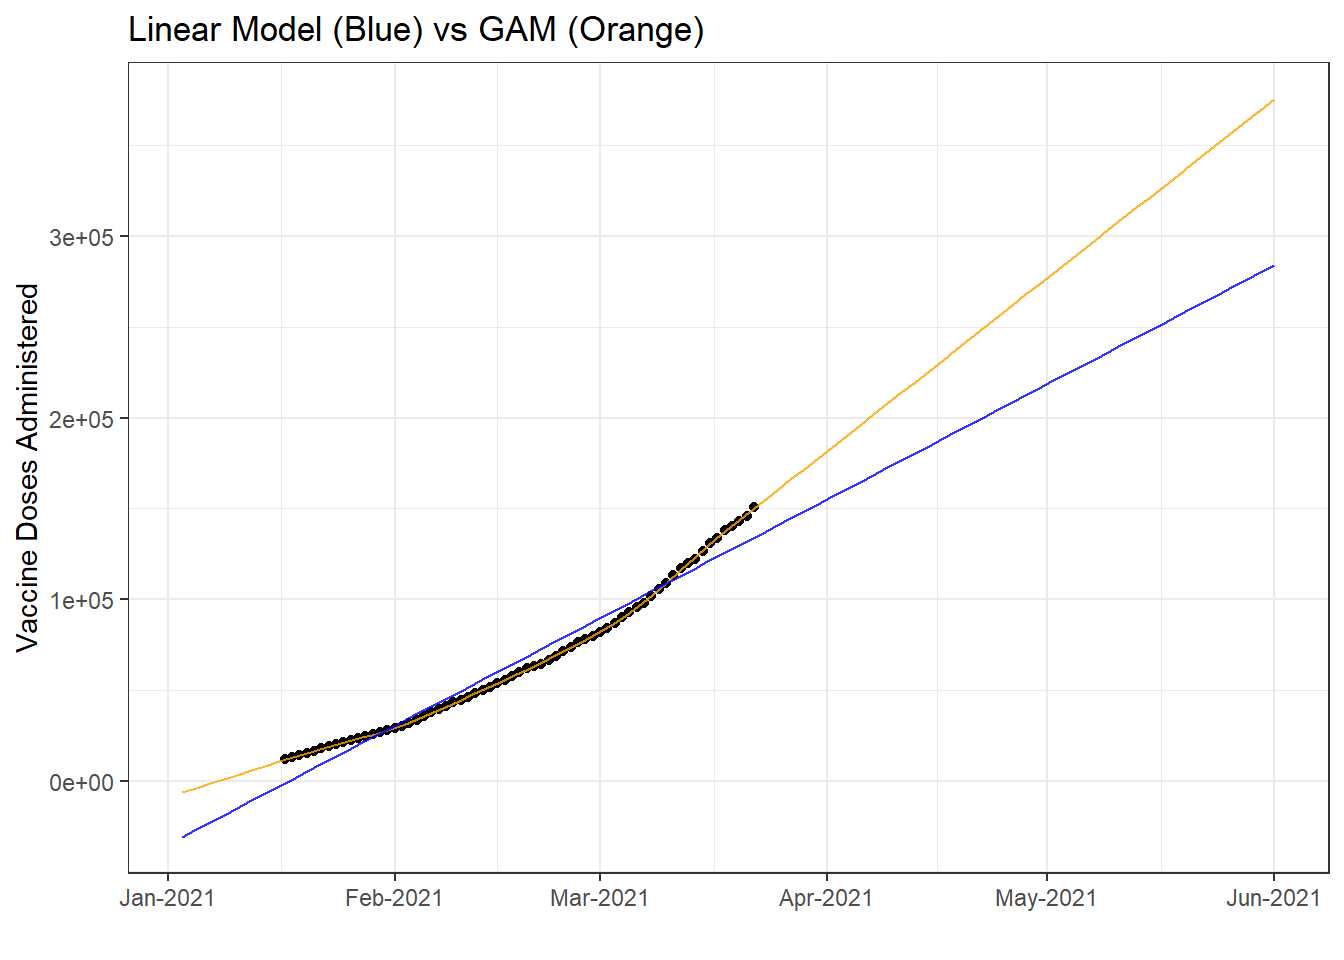 Linear Model (Blue) vs GAM (Orange)
Vaccine Doses Administered
3e+05
2e+05
1e+05
0e+00
Jan-2021 Feb-2021 Mar-2021 Apr-2021 May-2021 Jun-2021